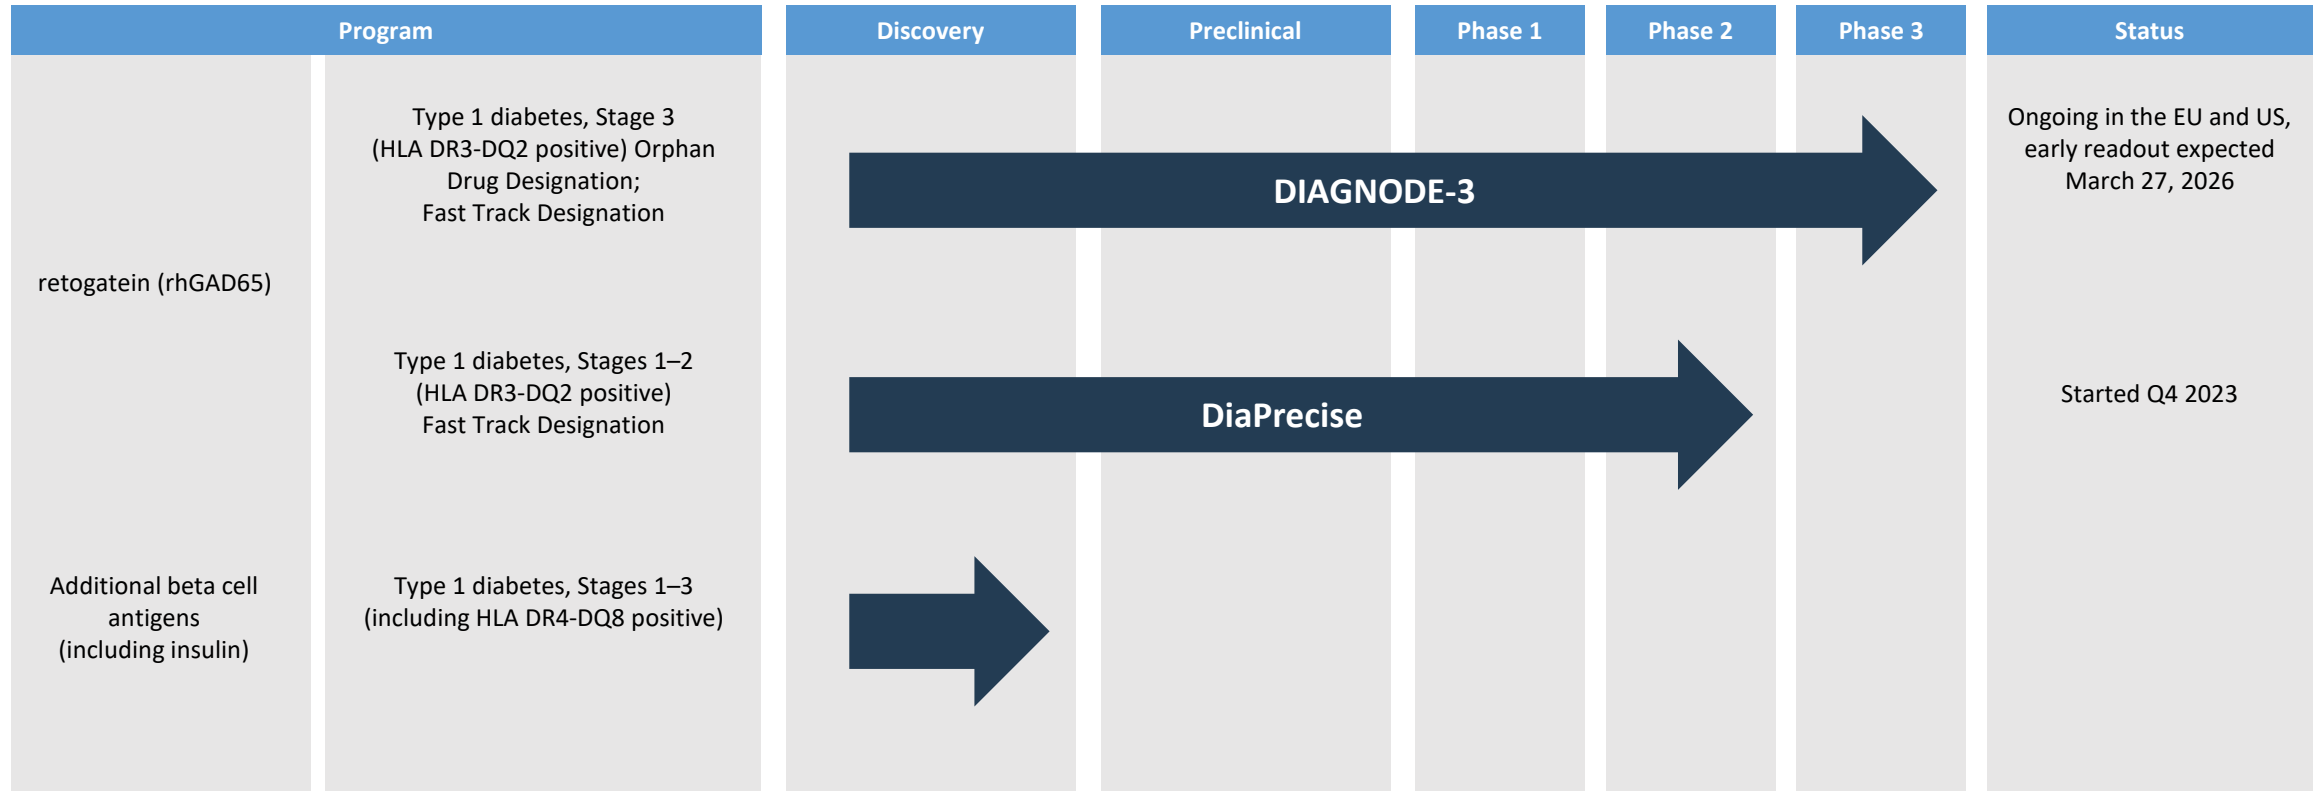 Program
Discovery
Preclinical
Phase 1
Phase 2
Phase 3
Status
retogatein (rhGAD65)
Type 1 diabetes, Stage 3
(HLA DR3-DQ2 positive) Orphan
Drug Designation;
Fast Track Designation
DIAGNODE-3
Ongoing in the EU and US,
early readout expected
March 27, 2026
Type 1 diabetes, Stages 1–2
(HLA DR3-DQ2 positive)
Fast Track Designation
DiaPrecise
Started Q4 2023
Additional beta cell
antigens
(including insulin)
Type 1 diabetes, Stages 1–3
(including HLA DR4-DQ8 positive)